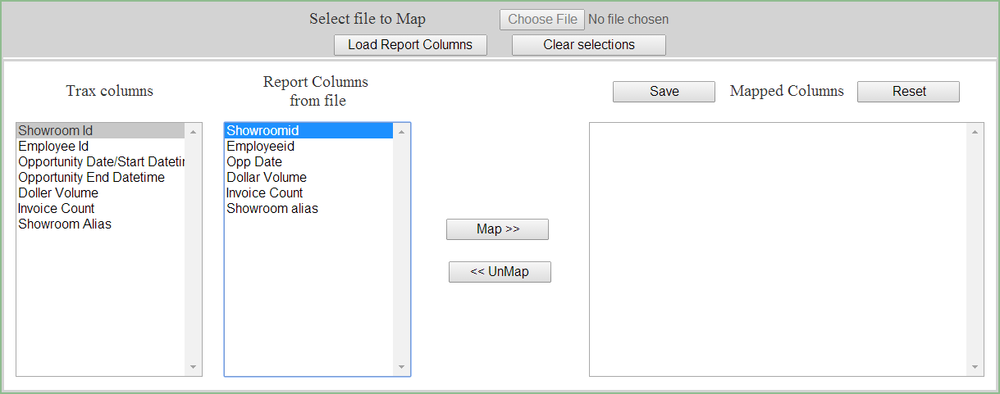 Select file to Map
Choose File No file chosen
Load Report Columns
Clear selections
Trax columns
Report Columns
from file
Save
Mapped Columns
Reset
Showroom Id
Employee Id
Opportunity Date/Start Datetin
Opportunity End Datetime
Doller Volume
Invoice Count
Showroom Alias
Showroomid
Employeeid
Opp Date
Dollar Volume
Invoice Count
Showroom alias
Map >>
<< UnMap